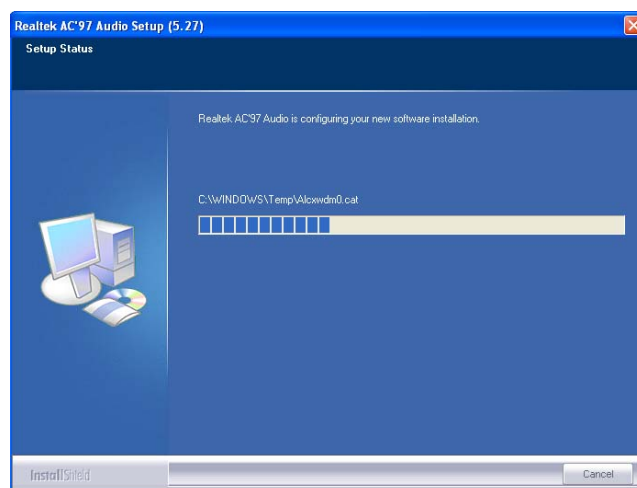 Realtek AC'97 Audio Setup (5.27)
Setup Status
Realtek AC'97 Audio is configuring your new software installation.
C:\WINDOWS\Temp\Alcxwdm0.cat
InstallShield
Cancel